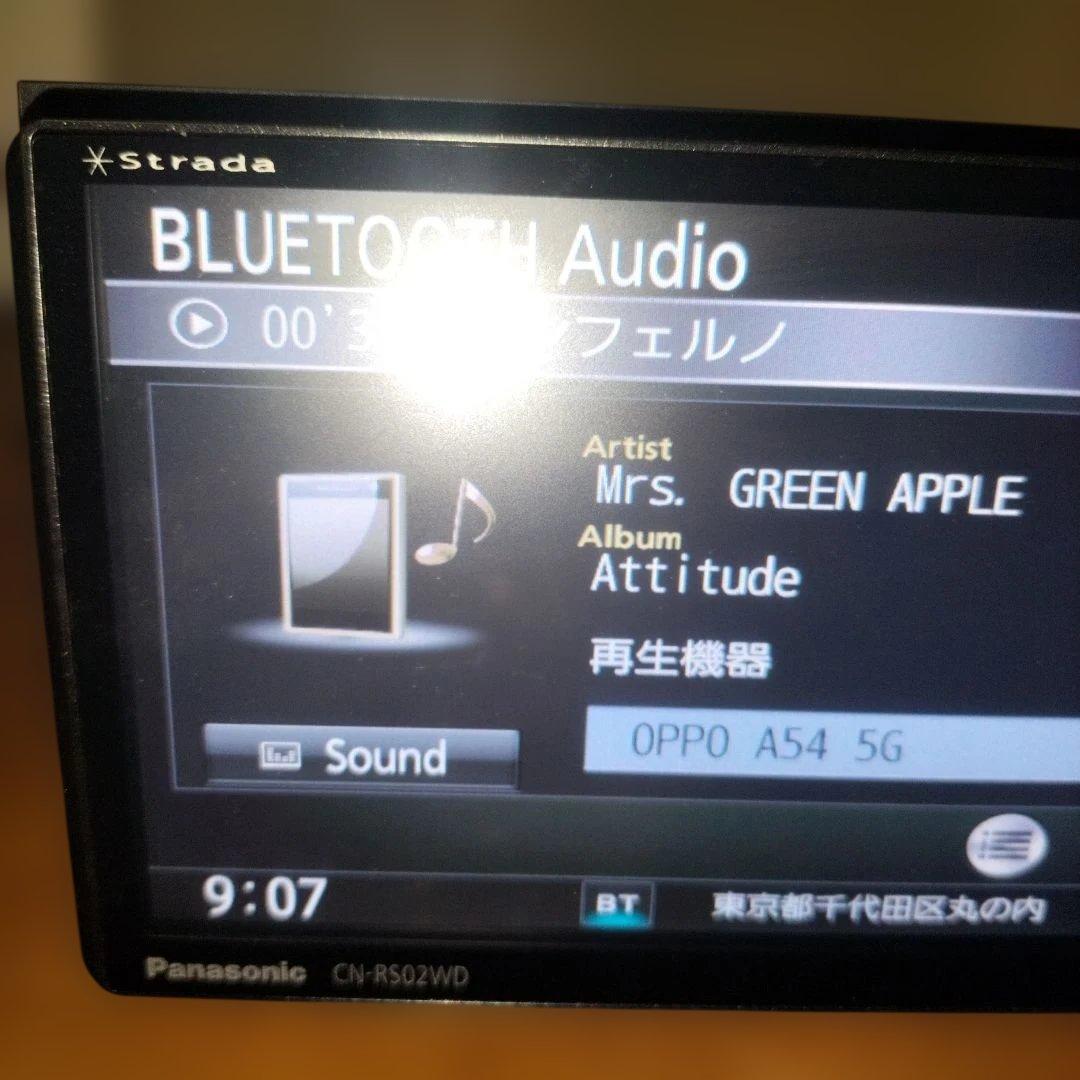 Strada
BLUETOOTH Audio
00'3 フェルノ
Artist
Mrs. GREEN APPLE
Album
Attitude
再生機器
OPPO A54 5G
Sound
9:07 BT 東京都千代田区丸の内
Panasonic CN-RS02WD